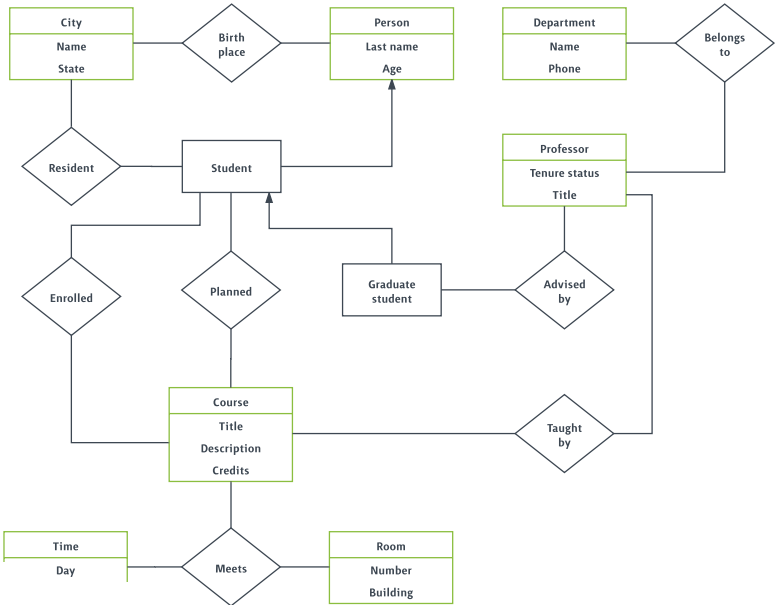 City
Name
State
Birth
place
Person
Last name
Age
Department
Name
Phone
Belongs
to
Resident
Student
Professor
Tenure status
Title
Enrolled
Planned
Graduate
student
Advised
by
Course
Title
Description
Credits
Taught
by
Time
Day
Meets
Room
Number
Building